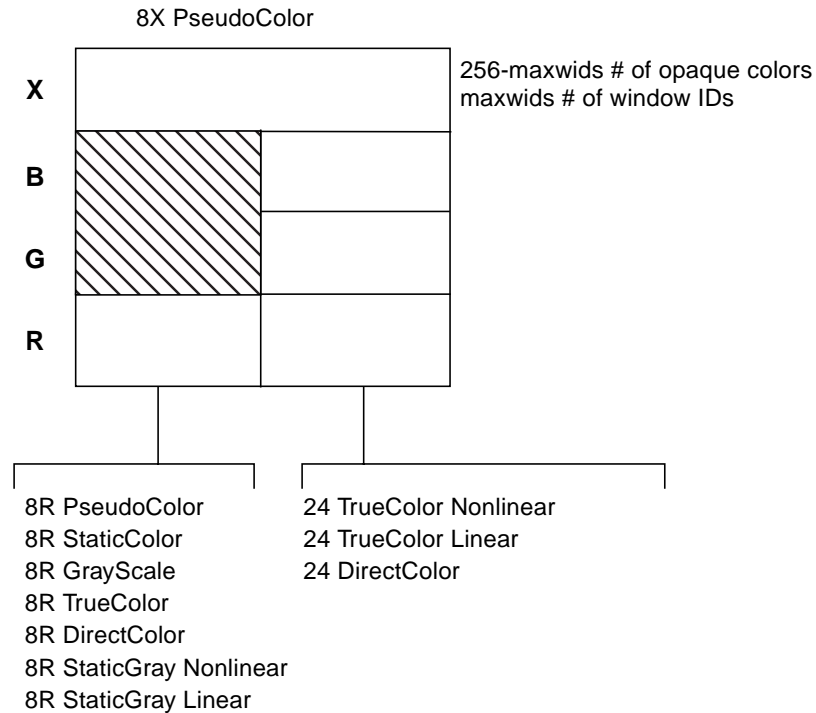 8X PseudoColor
X
256-maxwids # of opaque colors
maxwids # of window IDs
B
G
R
8R PseudoColor
8R StaticColor
8R GrayScale
8R TrueColor
8R DirectColor
8R StaticGray Nonlinear
8R StaticGray Linear
24 TrueColor Nonlinear
24 TrueColor Linear
24 DirectColor